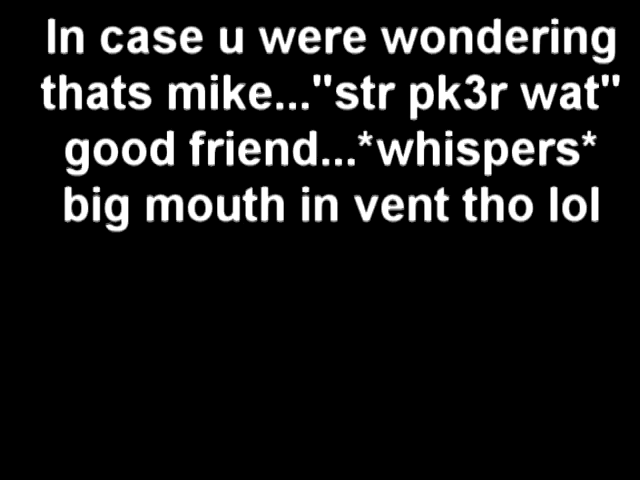 In case u were wondering
thats mike..."str pk3r wat"
good friend...*whispers*
big mouth in vent tho lol